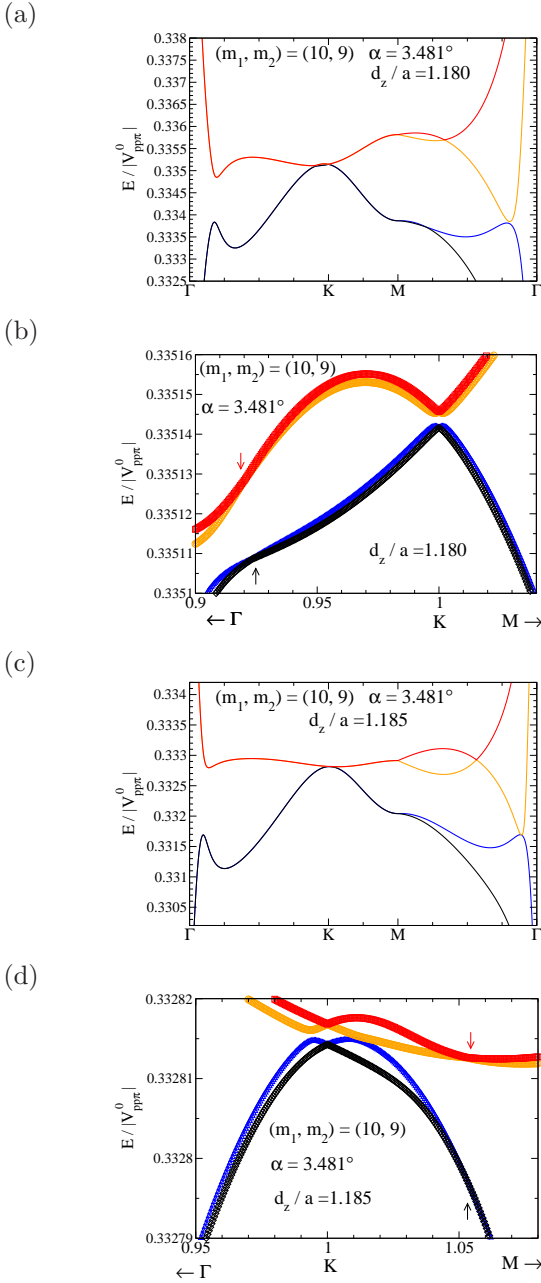 (a)
0.338
0.3375
0.337
0.3365
0.336
0.3355
0.335
0.3345
0.334
0.3335
0.333
0.3325
E / |V⁰ppπ|
(m₁, m₂) = (10, 9) α = 3.481°
d_z / a =1.180
Γ K M Γ
(b)
0.33516
0.33515
0.33514
0.33513
0.33512
0.33511
0.3351
E / |V⁰ppπ|
(m₁, m₂) = (10, 9)
α = 3.481°
d_z / a =1.180
0.9 0.95 1
← Γ K M →
(c)
0.334
0.3335
0.333
0.3325
0.332
0.3315
0.331
0.3305
E / |V⁰ppπ|
(m₁, m₂) = (10, 9) α = 3.481°
d_z / a =1.185
Γ K M Γ
(d)
0.33282
0.33281
0.3328
0.33279
E / |V⁰ppπ|
(m₁, m₂) = (10, 9)
α = 3.481°
d_z / a =1.185
0.95 1 1.05
← Γ K M →